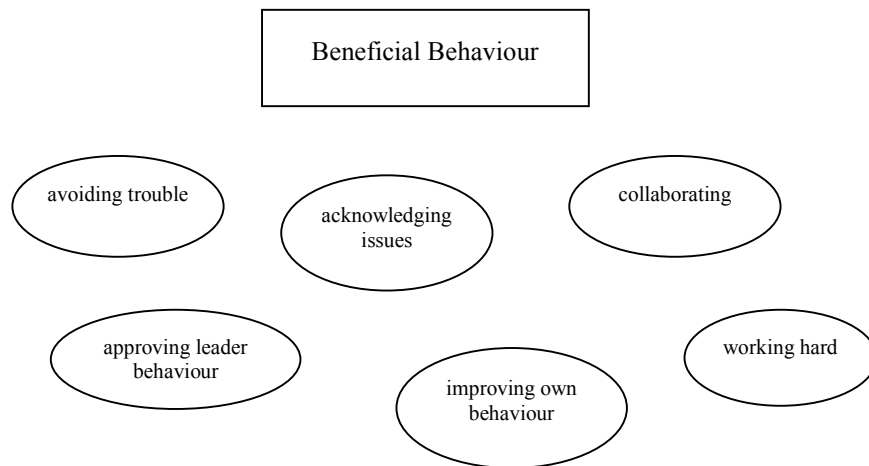 Beneficial Behaviour
avoiding trouble
acknowledging
issues
collaborating
approving leader
behaviour
improving own
behaviour
working hard